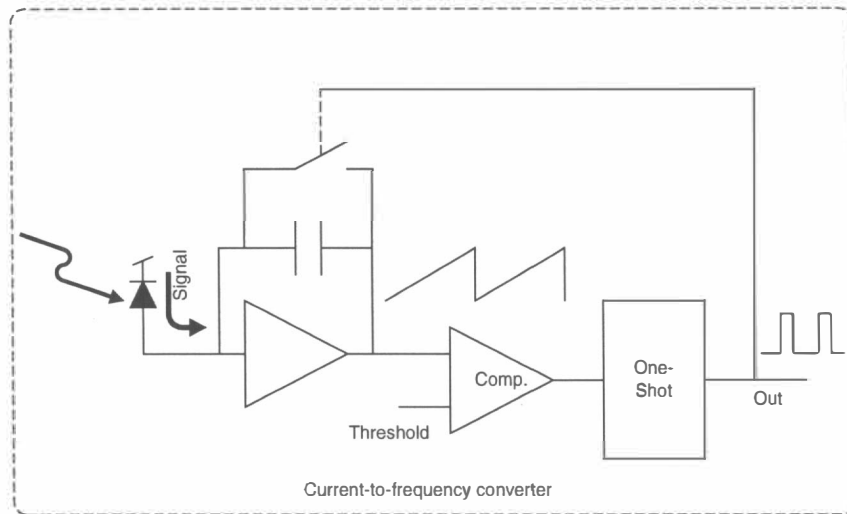 Signal
Comp.
Threshold
One-
Shot
Out
Current-to-frequency converter